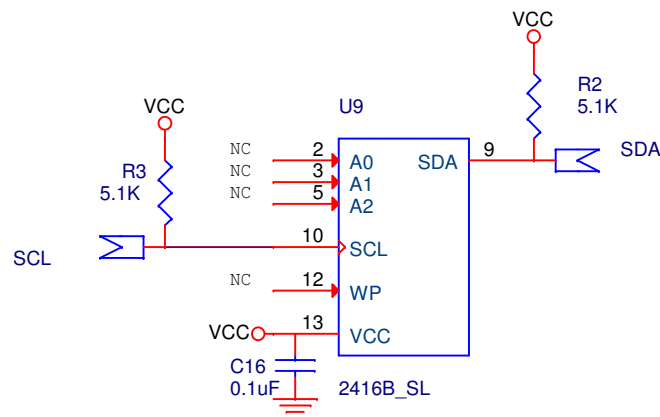 VCC
R2
5.1K
SDA
U9
VCC
R3
5.1K
SCL
NC 2 A0
NC 3 A1
NC 5 A2
SDA 9
10 SCL
NC 12 WP
VCC 13 VCC
C16
0.1uF
2416B_SL